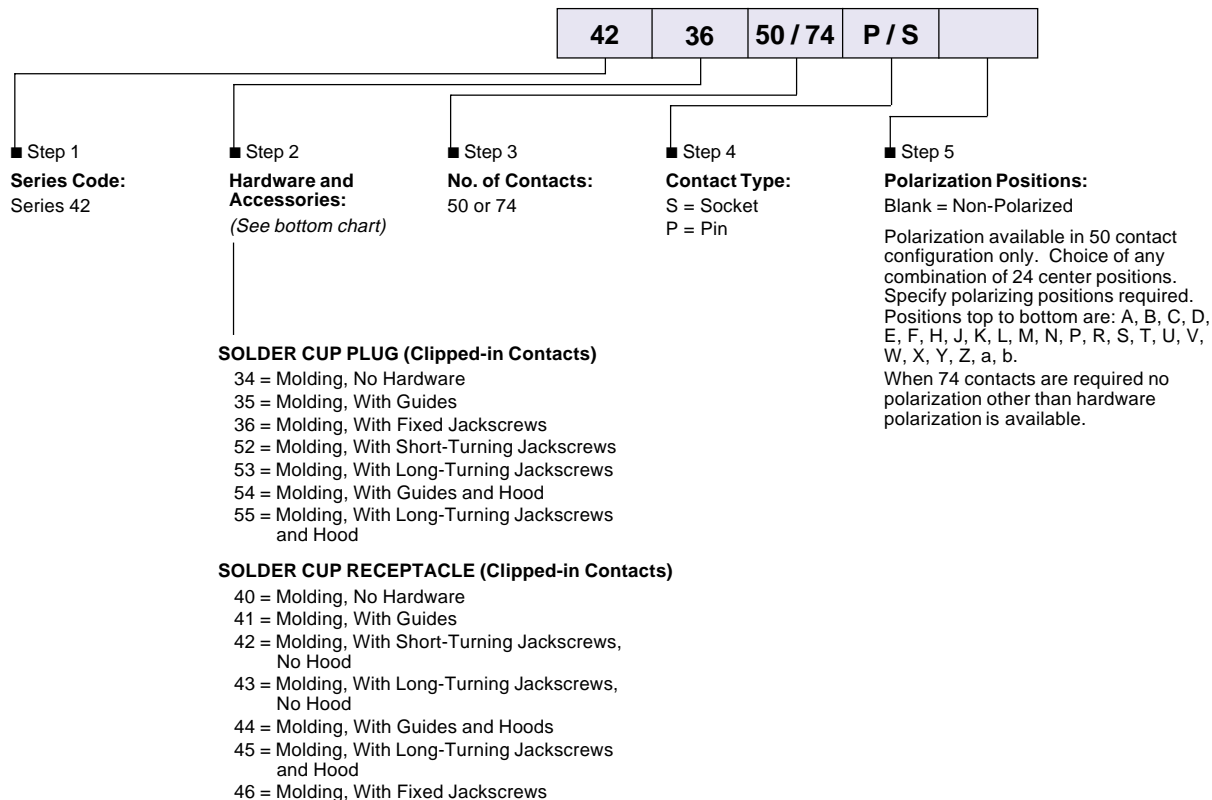 42 36 50 / 74 P / S
■ Step 1
Series Code:
Series 42
■ Step 2
Hardware and
Accessories:
(See bottom chart)
■ Step 3
No. of Contacts:
50 or 74
■ Step 4
Contact Type:
S = Socket
P = Pin
■ Step 5
Polarization Positions:
Blank = Non-Polarized
Polarization available in 50 contact
configuration only. Choice of any
combination of 24 center positions.
Specify polarizing positions required.
Positions top to bottom are: A, B, C, D,
E, F, H, J, K, L, M, N, P, R, S, T, U, V,
W, X, Y, Z, a, b.
When 74 contacts are required no
polarization other than hardware
polarization is available.
SOLDER CUP PLUG (Clipped-in Contacts)
34 = Molding, No Hardware
35 = Molding, With Guides
36 = Molding, With Fixed Jackscrews
52 = Molding, With Short-Turning Jackscrews
53 = Molding, With Long-Turning Jackscrews
54 = Molding, With Guides and Hood
55 = Molding, With Long-Turning Jackscrews
and Hood
SOLDER CUP RECEPTACLE (Clipped-in Contacts)
40 = Molding, No Hardware
41 = Molding, With Guides
42 = Molding, With Short-Turning Jackscrews,
No Hood
43 = Molding, With Long-Turning Jackscrews,
No Hood
44 = Molding, With Guides and Hoods
45 = Molding, With Long-Turning Jackscrews
and Hood
46 = Molding, With Fixed Jackscrews